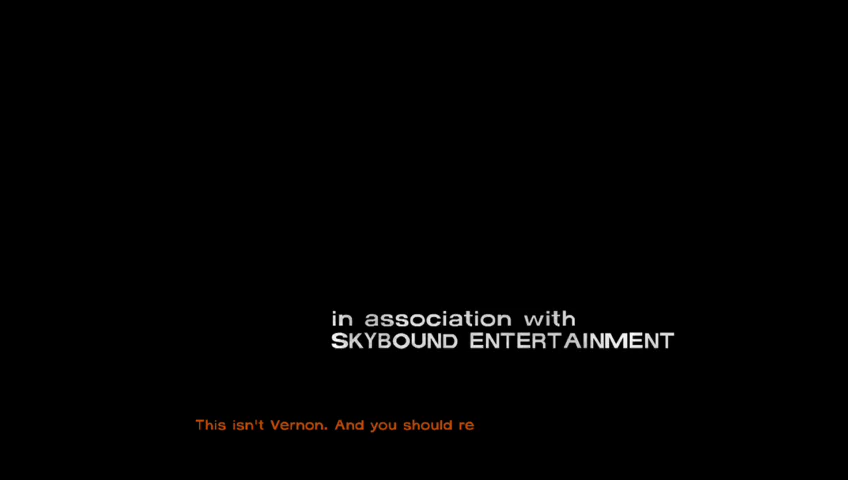 in association with
SKYBOUND ENTERTAINMENT
This isn't Vernon. And you should re